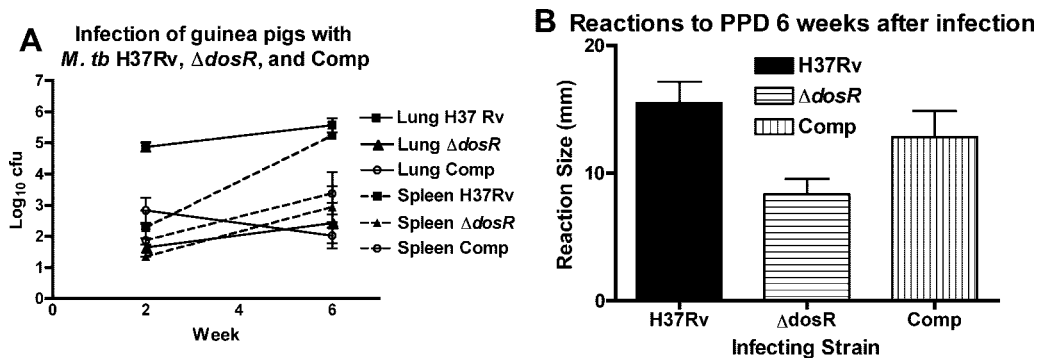 A
Infection of guinea pigs with
M. tb H37Rv, ΔdosR, and Comp
Log10 cfu
7
6
5
4
3
2
1
0
0 2 4 6
Week
Lung H37 Rv
Lung ΔdosR
Lung Comp
Spleen H37Rv
Spleen ΔdosR
Spleen Comp
B Reactions to PPD 6 weeks after infection
Reaction Size (mm)
20
10
0
H37Rv
ΔdosR
Comp
H37Rv ΔdosR Comp
Infecting Strain